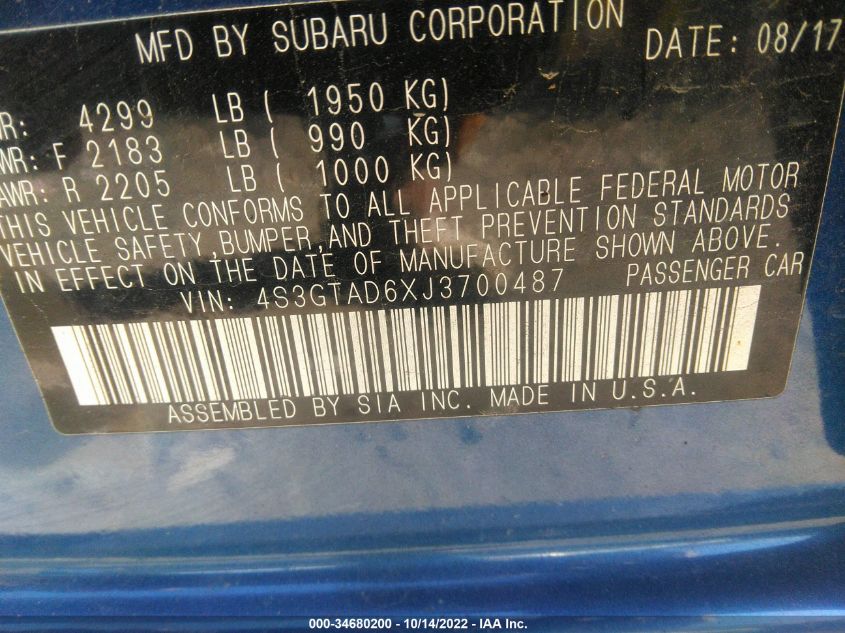 MFD BY SUBARU CORPORATION DATE: 08/17
WR: 4299 LB ( 1950 KG)
WR: F 2183 LB ( 990 KG)
AWR: R 2205 LB ( 1000 KG)
THIS VEHICLE CONFORMS TO ALL APPLICABLE FEDERAL MOTOR
VEHICLE SAFETY,BUMPER,AND THEFT PREVENTION STANDARDS
IN EFFECT ON THE DATE OF MANUFACTURE SHOWN ABOVE.
VIN: 4S3GTAD6XJ3700487 PASSENGER CAR
ASSEMBLED BY SIA INC. MADE IN U.S.A.
000-34680200 - 10/14/2022 - IAA Inc.